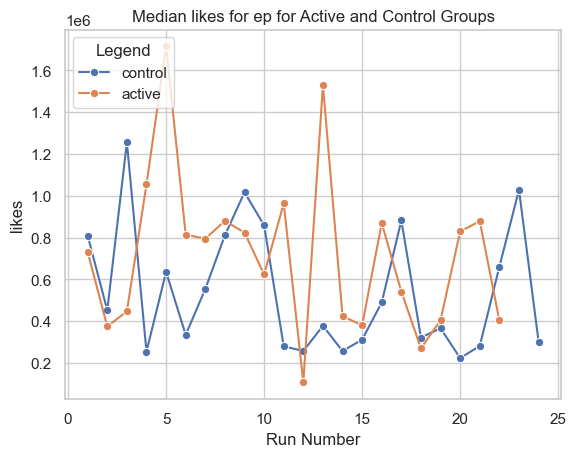 Median likes for ep for Active and Control Groups
1e6
Legend
control
active
1.6
1.4
1.2
1.0
0.8
0.6
0.4
0.2
likes
0
5
10
15
20
25
Run Number